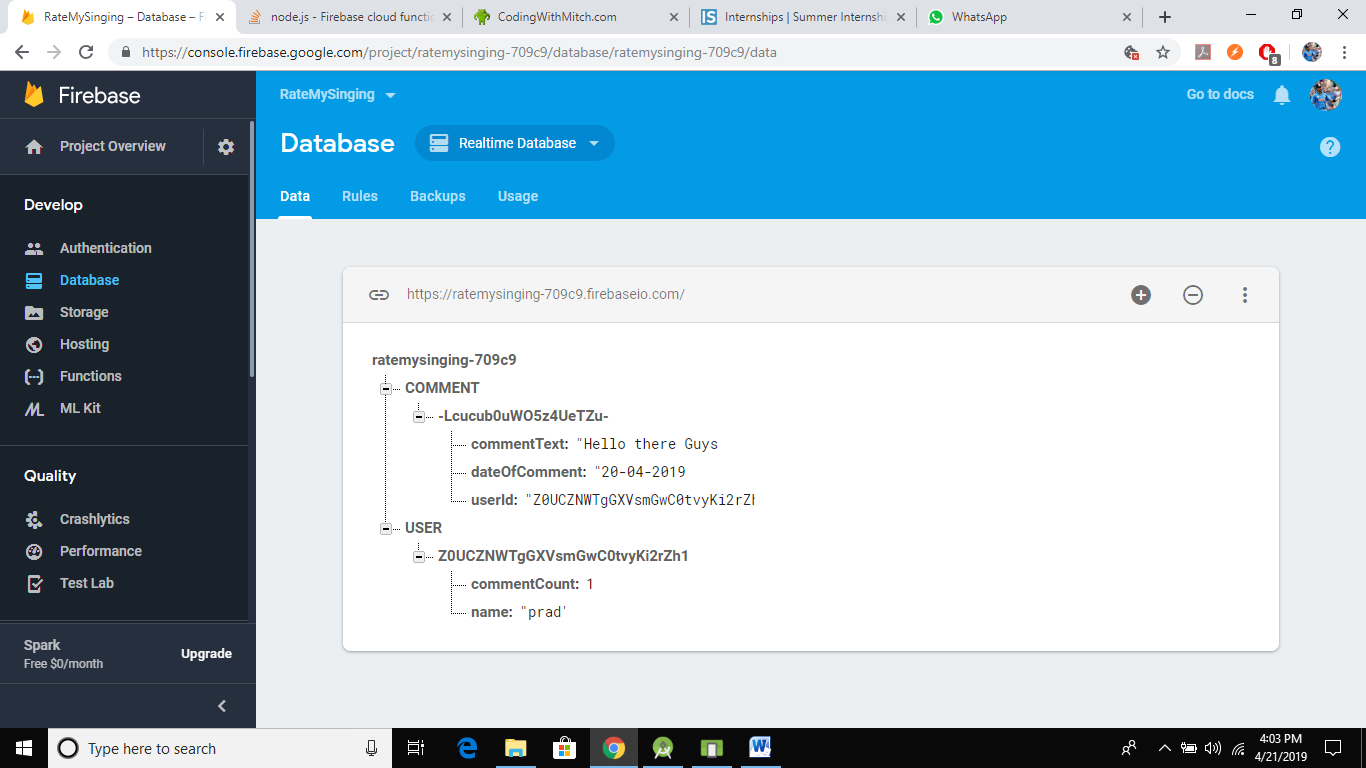 RateMySinging – Database – Fi
node.js - Firebase cloud functio
CodingWithMitch.com
Internships | Summer Internshi
WhatsApp
https://console.firebase.google.com/project/ratemysinging-709c9/database/ratemysinging-709c9/data
8
Firebase
RateMySinging
Go to docs
Project Overview
Database
Realtime Database
?
Data Rules Backups Usage
Develop
Authentication
Database
Storage
Hosting
Functions
ML Kit
Quality
Crashlytics
Performance
Test Lab
Spark
Free $0/month
Upgrade
https://ratemysinging-709c9.firebaseio.com/
ratemysinging-709c9
COMMENT
-Lcucub0uWO5z4UeTZu-
commentText: "Hello there Guys
dateOfComment: "20-04-2019
userId: "Z0UCZNWTgGXVsmGwC0tvyKi2rZh
USER
Z0UCZNWTgGXVsmGwC0tvyKi2rZh1
commentCount: 1
name: "prad'
Type here to search
4:03 PM
4/21/2019